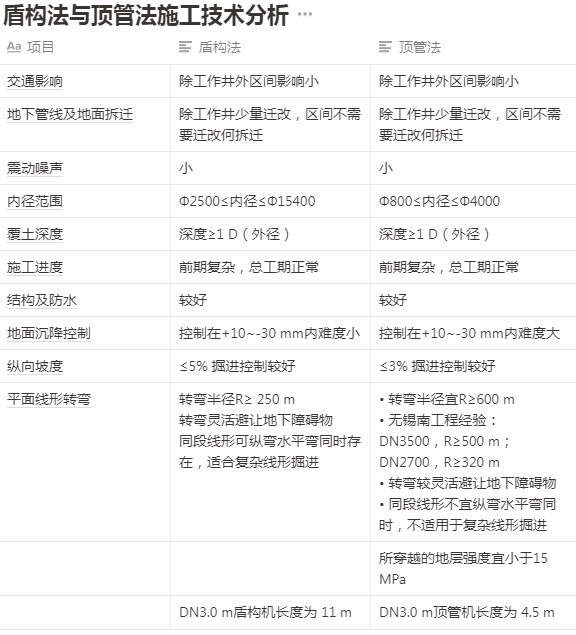 盾构法与顶管法施工技术分析 ···
Aa 项目 盾构法 顶管法
交通影响 除工作井外区间影响小 除工作井外区间影响小
地下管线及地面拆迁 除工作井少量迁改，区间不需 除工作井少量迁改，区间不需
要迁改何拆迁 要迁改何拆迁
震动噪声 小 小
内径范围 Φ2500≤内径≤Φ15400 Φ800≤内径≤Φ4000
覆土深度 深度≥1 D（外径） 深度≥1 D（外径）
施工进度 前期复杂，总工期正常 前期复杂，总工期正常
结构及防水 较好 较好
地面沉降控制 控制在+10~-30 mm内难度小 控制在+10~-30 mm内难度大
纵向坡度 ≤5% 掘进控制较好 ≤3% 掘进控制较好
平面线形转弯 转弯半径R≥ 250 m • 转弯半径宜R≥600 m
转弯灵活避让地下障碍物 • 无锡南工程经验：
同段线形可纵弯水平弯同时存 DN3500，R≥500 m；
在，适合复杂线形掘进 DN2700，R≥320 m
• 转弯较灵活避让地下障碍物
• 同段线形不宜纵弯水平弯同
时，不适用于复杂线形掘进
所穿越的地层强度宜小于15
MPa
DN3.0 m盾构机长度为 11 m DN3.0 m顶管机长度为 4.5 m